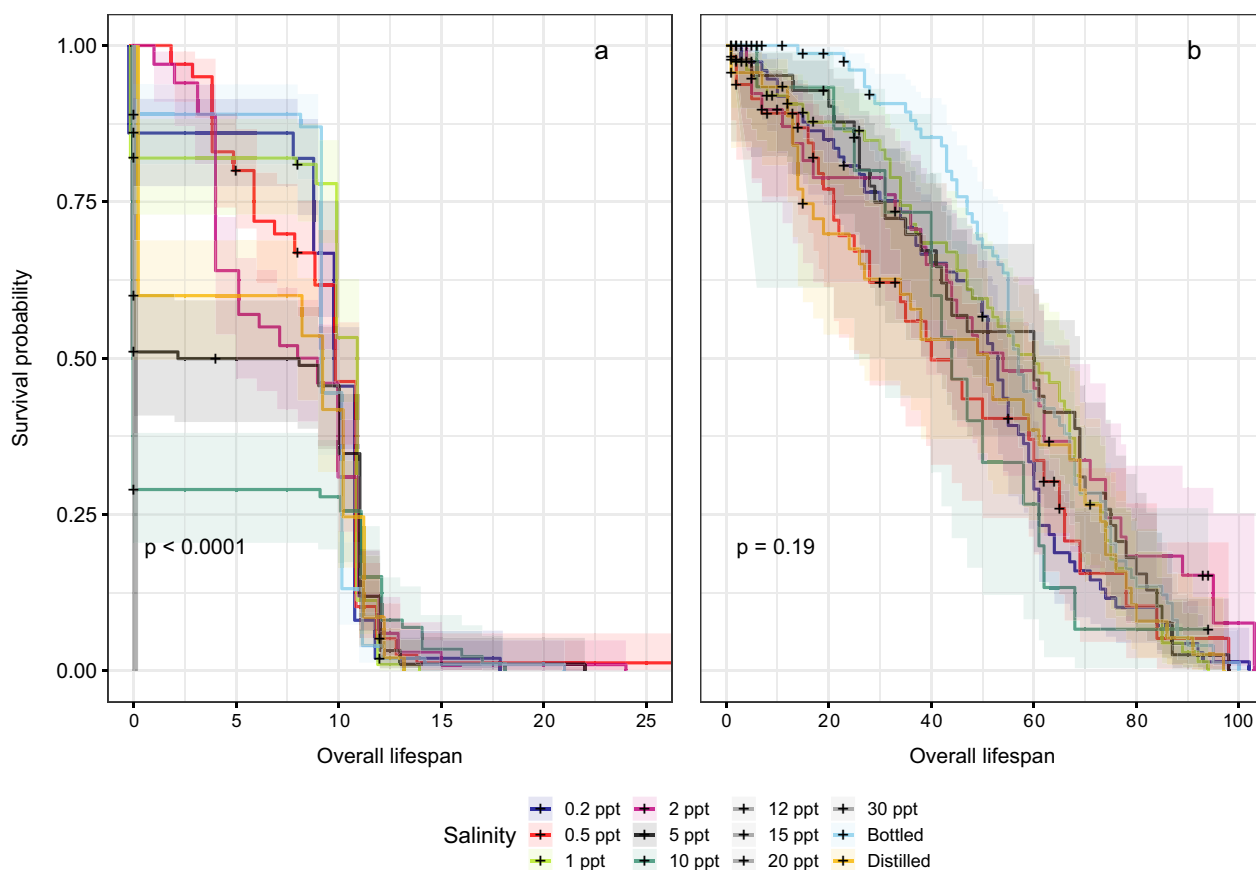 a
b
Survival probability
1.00
0.75
0.50
0.25
0.00
p < 0.0001
p = 0.19
0 5 10 15 20 25
0 20 40 60 80 100
Overall lifespan
Overall lifespan
Salinity
0.2 ppt 2 ppt 12 ppt 30 ppt
0.5 ppt 5 ppt 15 ppt Bottled
1 ppt 10 ppt 20 ppt Distilled